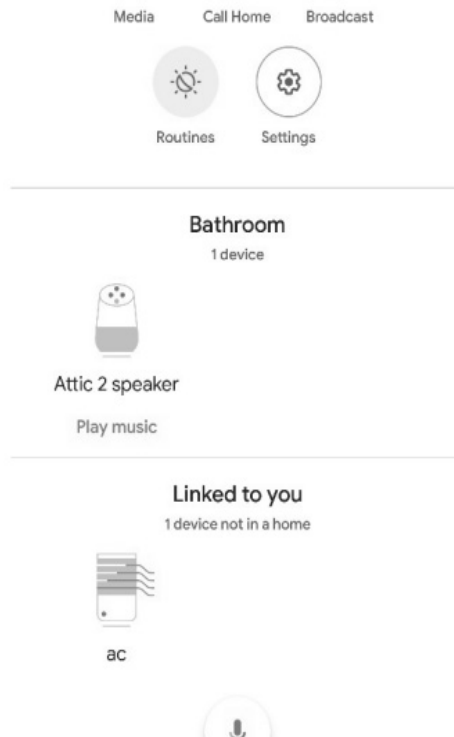 Media Call Home Broadcast
Routines Settings
Bathroom
1 device
Attic 2 speaker
Play music
Linked to you
1 device not in a home
ac